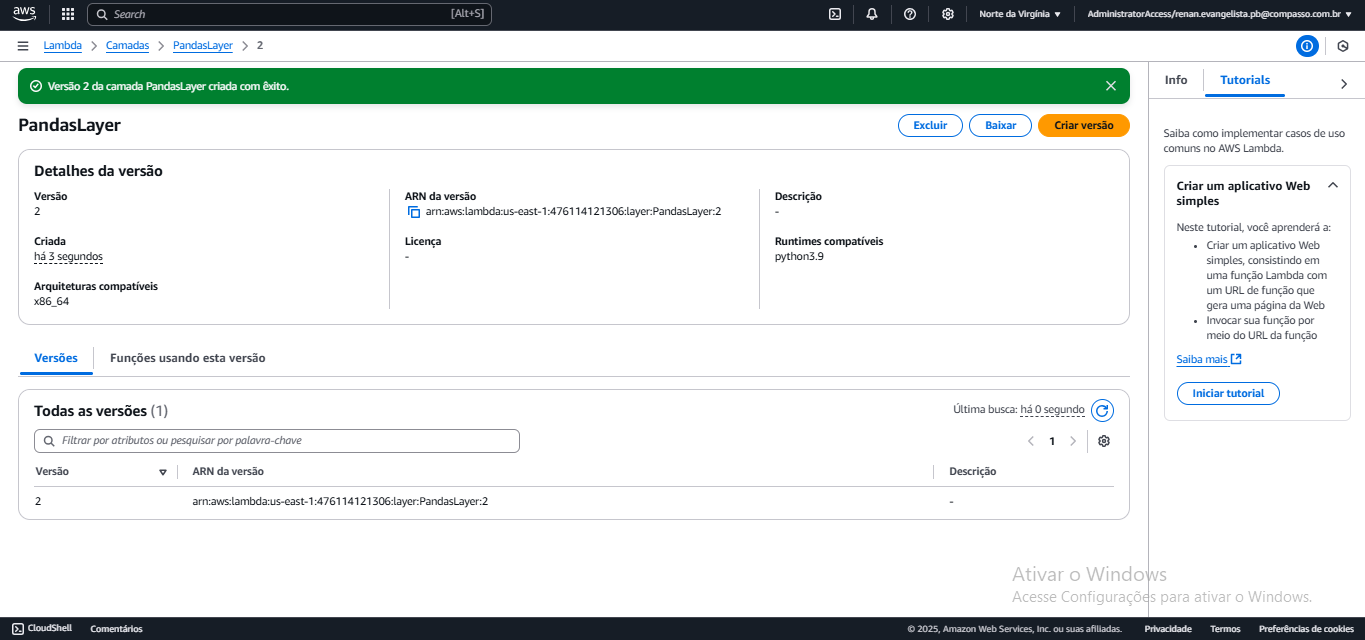 aws
Search
[Alt+S]
Norte da Virgínia
AdministratorAccess/renan.evangelista.pb@compasso.com.br
Lambda
Camadas
PandasLayer
2
Versão 2 da camada PandasLayer criada com êxito.
PandasLayer
Excluir
Baixar
Criar versão
Detalhes da versão
Versão
2
Criada
há 3 segundos
Arquiteturas compatíveis
x86_64
ARN da versão
arn:aws:lambda:us-east-1:476114121306:layer:PandasLayer:2
Licença
-
Descrição
-
Runtimes compatíveis
python3.9
Versões
Funções usando esta versão
Todas as versões (1)
Última busca: há 0 segundo
Filtrar por atributos ou pesquisar por palavra-chave
1
Versão
ARN da versão
Descrição
2
arn:aws:lambda:us-east-1:476114121306:layer:PandasLayer:2
-
Info
Tutorials
Saiba como implementar casos de uso
comuns no AWS Lambda.
Criar um aplicativo Web
simples
Neste tutorial, você aprenderá a:
• Criar um aplicativo Web
simples, consistindo em
uma função Lambda com
um URL de função que
gera uma página da Web
• Invocar sua função por
meio do URL da função
Saiba mais
Iniciar tutorial
Ativar o Windows
Acesse Configurações para ativar o Windows.
CloudShell
Comentários
© 2025, Amazon Web Services, Inc. ou suas afiliadas.
Privacidade
Termos
Preferências de cookies